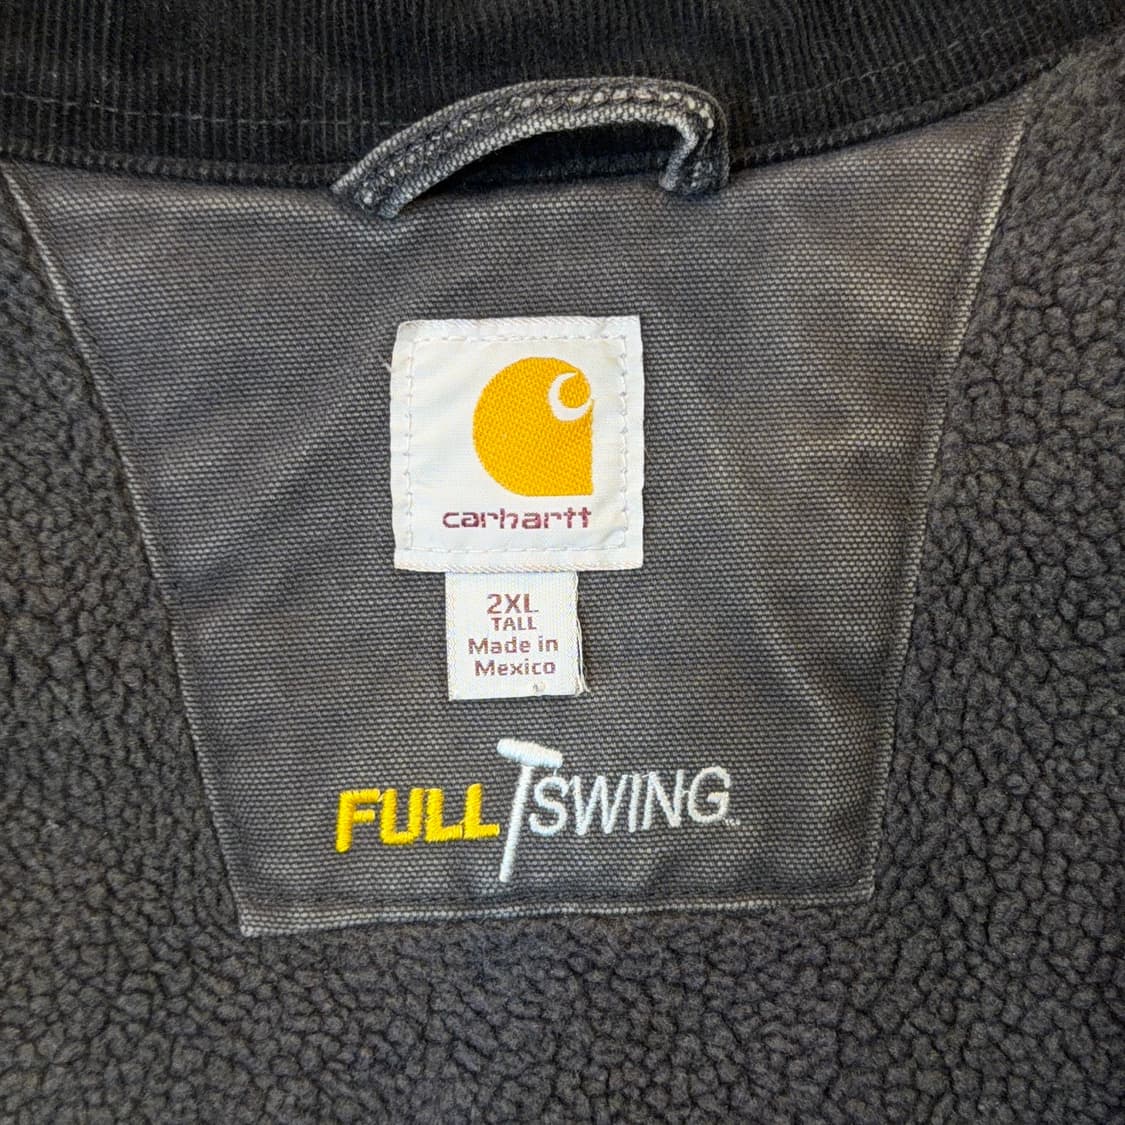 carhartt
2XL
TALL
Made in
Mexico
FULL SWING